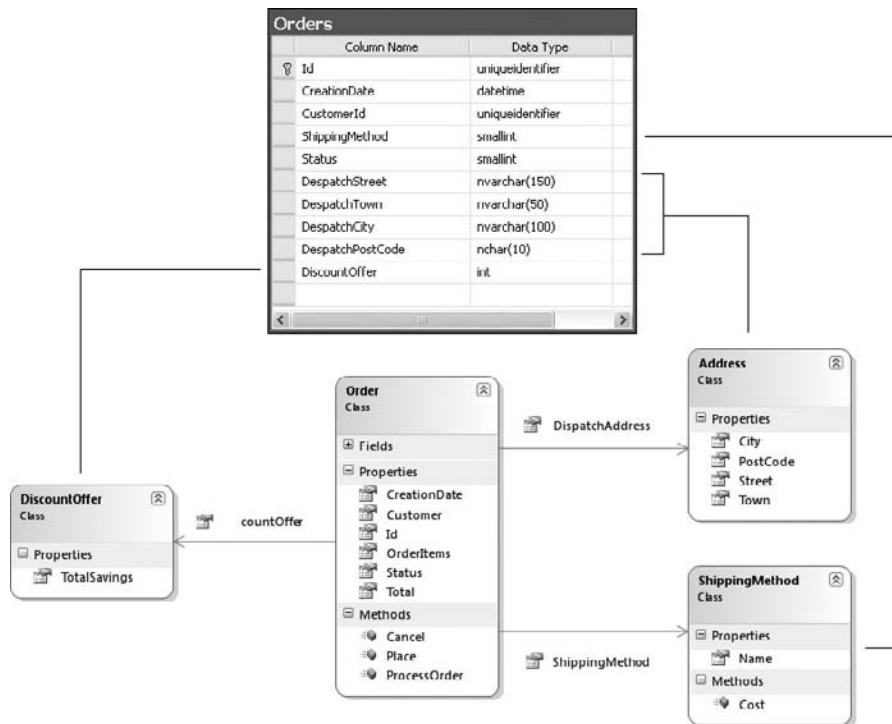 Orders
Column Name Data Type
Id uniqueidentifier
CreationDate datetime
CustomerId uniqueidentifier
ShippingMethod smallint
Status smallint
DespatchStreet nvarchar(150)
DespatchTown nvarchar(50)
DespatchCity nvarchar(100)
DespatchPostCode nchar(10)
DiscountOffer int
Order
Class
Fields
Properties
CreationDate
Customer
Id
OrderItems
Status
Total
Methods
Cancel
Place
ProcessOrder
DispatchAddress
Address
Class
Properties
City
PostCode
Street
Town
DiscountOffer
Class
Properties
TotalSavings
countOffer
ShippingMethod
ShippingMethod
Class
Properties
Name
Methods
Cost